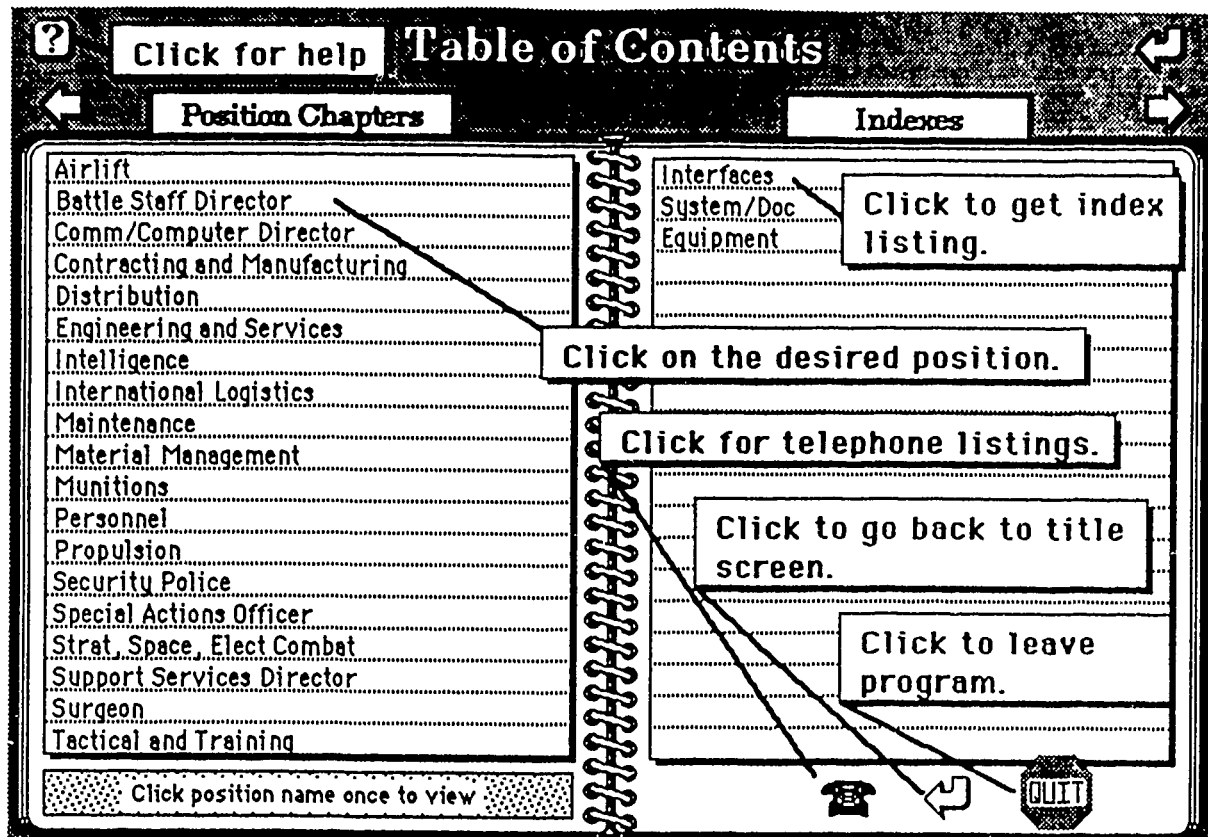 ?
Click for help
Table of Contents
Position Chapters
Indexes
Airlift
Battle Staff Director
Comm/Computer Director
Contracting and Manufacturing
Distribution
Engineering and Services
Intelligence
International Logistics
Maintenance
Material Management
Munitions
Personnel
Propulsion
Security Police
Special Actions Officer
Strat, Space, Elect Combat
Support Services Director
Surgeon
Tactical and Training
Click position name once to view
Interfaces
System/Doc
Equipment
Click to get index
listing.
Click on the desired position.
Click for telephone listings.
Click to go back to title
screen.
Click to leave
program.
QUIT